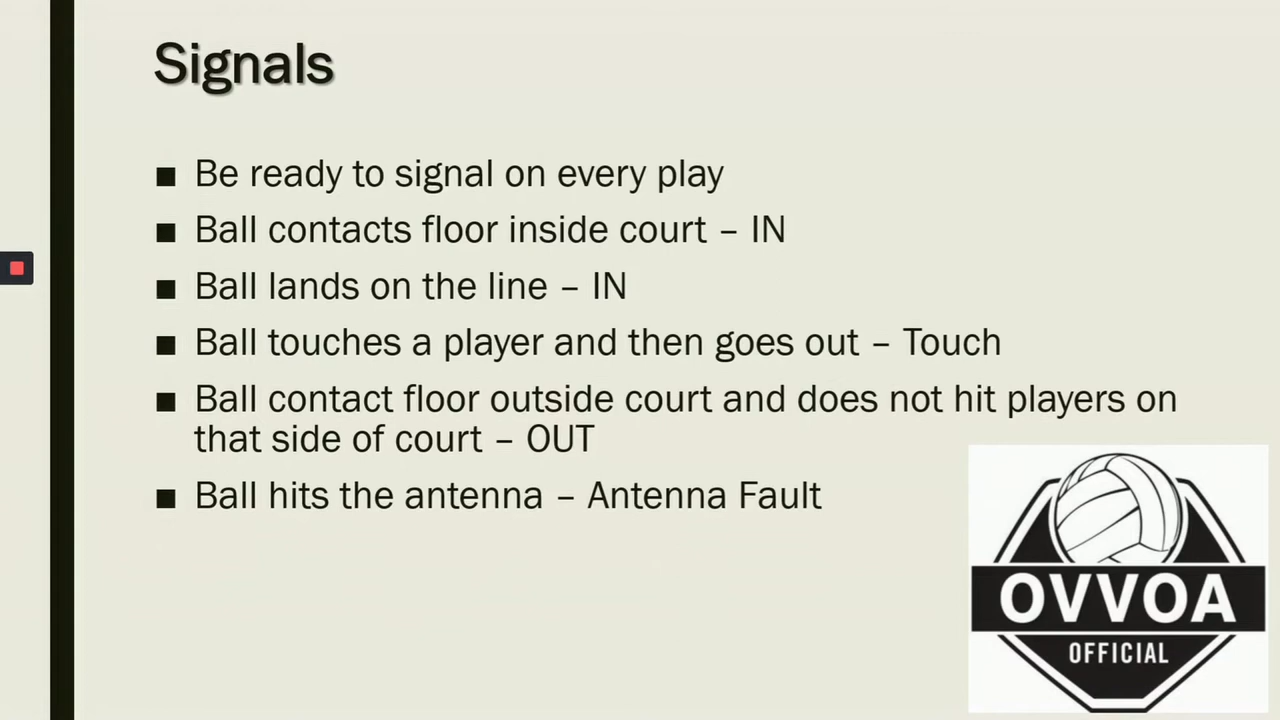 Signals
■ Be ready to signal on every play
■ Ball contacts floor inside court – IN
■ Ball lands on the line – IN
■ Ball touches a player and then goes out – Touch
■ Ball contact floor outside court and does not hit players on
that side of court – OUT
■ Ball hits the antenna – Antenna Fault
OVVOA
OFFICIAL